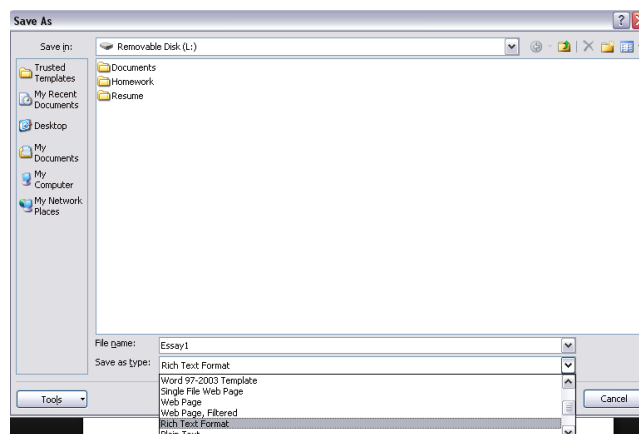 Save As
?
Save in:
Removable Disk (L:)
Trusted
Templates
My Recent
Documents
Desktop
My
Documents
My
Computer
My Network
Places
Documents
Homework
Resume
File name:
Essay1
Save as type:
Rich Text Format
Word 97-2003 Template
Single File Web Page
Web Page
Web Page, Filtered
Rich Text Format
Plain Text
Tools
Cancel